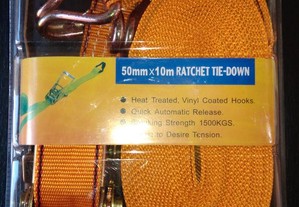 50mm×10m RATCHET TIE-DOWN
Heat Treated, Vinyl Coated Hooks.
Quick Automatic Release.
Strength 1500KGS.
to Desire Tension.